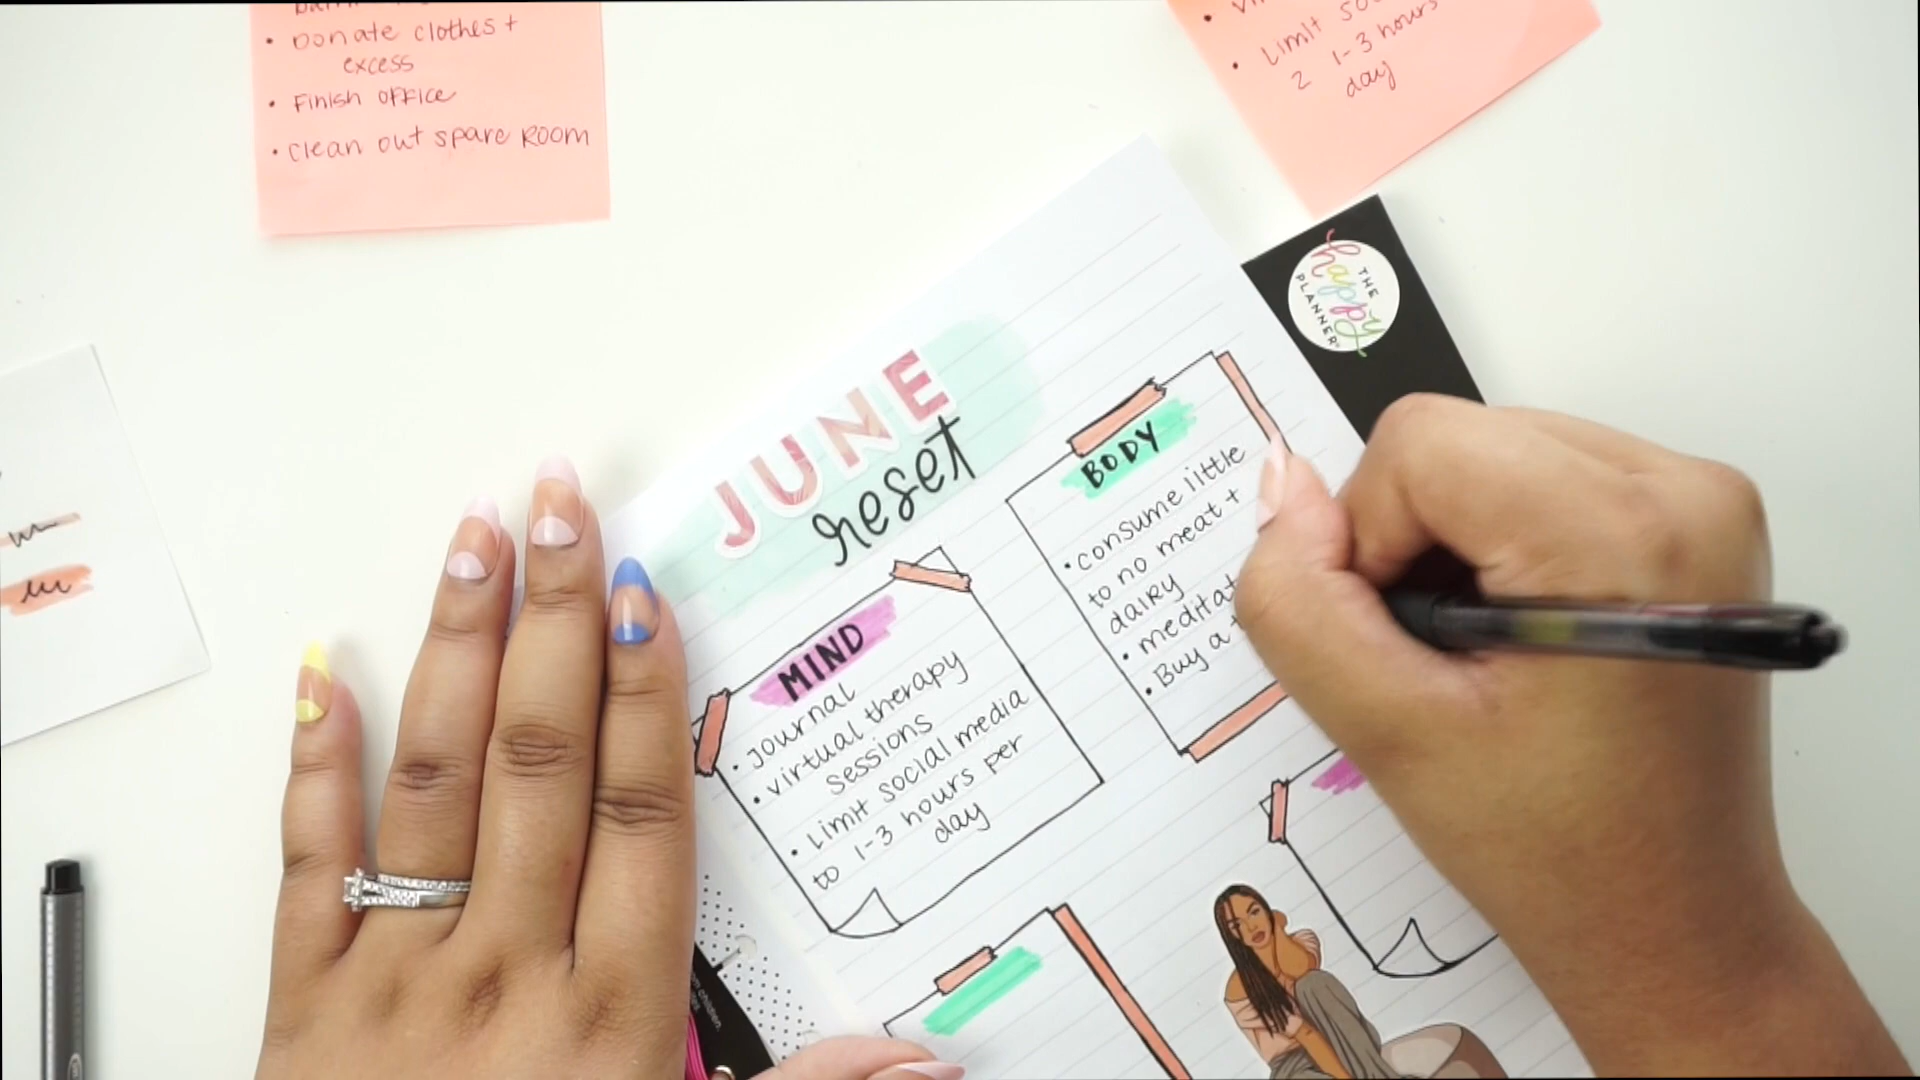 • Donate clothes +
excess
• Finish office
• clean out spare room
• Limit
2 1-3 hours
day
THE
happy
PLANNER
JUNE
reset
MIND
• Journal
• virtual therapy
sessions
• Limit social media
to 1-3 hours per
day
BODY
• consume little
to no meat +
dairy
•
• Buy a